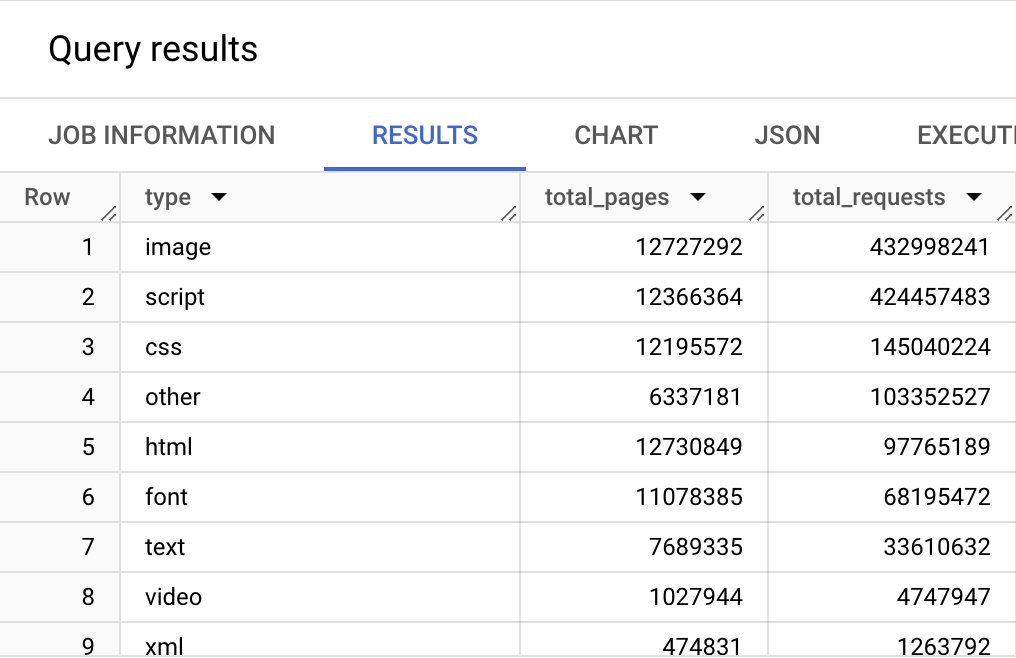 Query results
JOB INFORMATION RESULTS CHART JSON EXECUTI
Row type total_pages total_requests
1 image 12727292 432998241
2 script 12366364 424457483
3 css 12195572 145040224
4 other 6337181 103352527
5 html 12730849 97765189
6 font 11078385 68195472
7 text 7689335 33610632
8 video 1027944 4747947
9 xml 474831 1263792